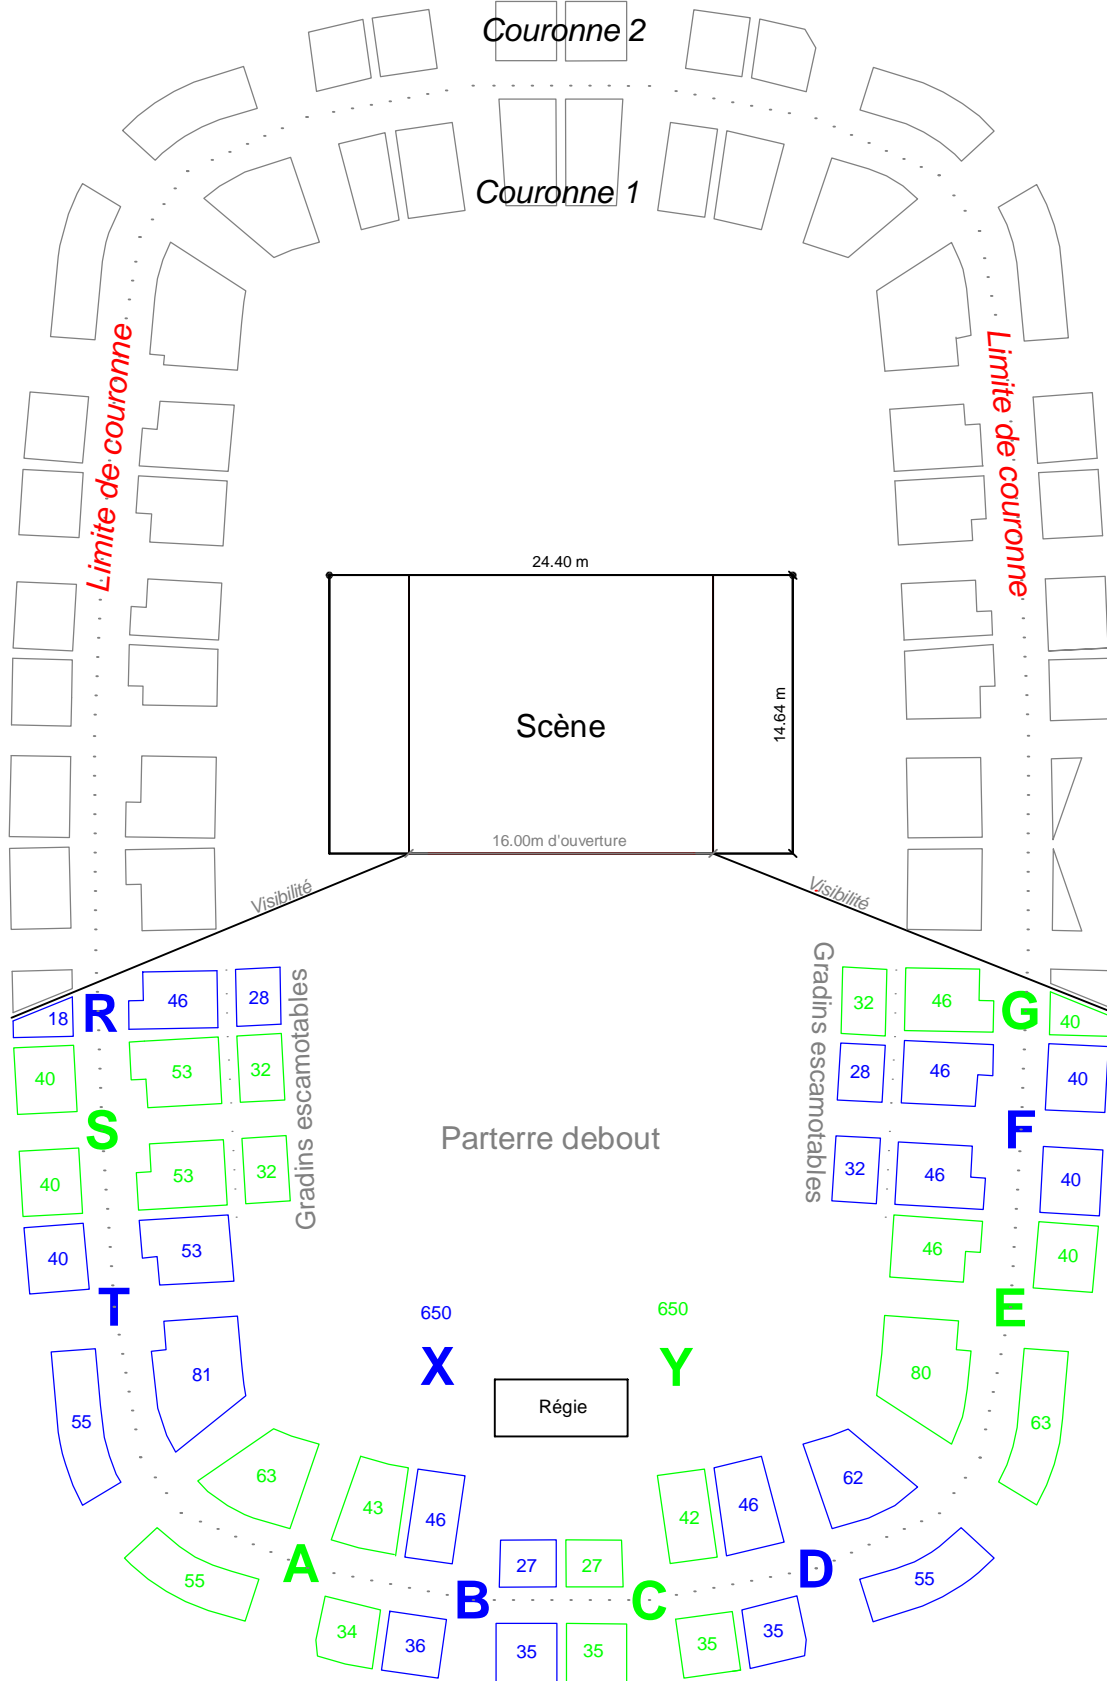 Couronne 2
Couronne 1
Limite de couronne
Limite de couronne
24.40 m
Scène
14.64 m
16.00m d'ouverture
Visibilité
Visibilité
Gradins escamotables
Gradins escamotables
18
R
46
28
32
46
G
40
40
53
32
28
46
40
S
F
Parterre debout
40
53
32
32
46
40
40
53
46
40
T
E
650
650
X
Y
81
80
Régie
55
63
63
43
46
42
46
62
A
27
27
D
55
B
C
55
34
36
35
35
35
35